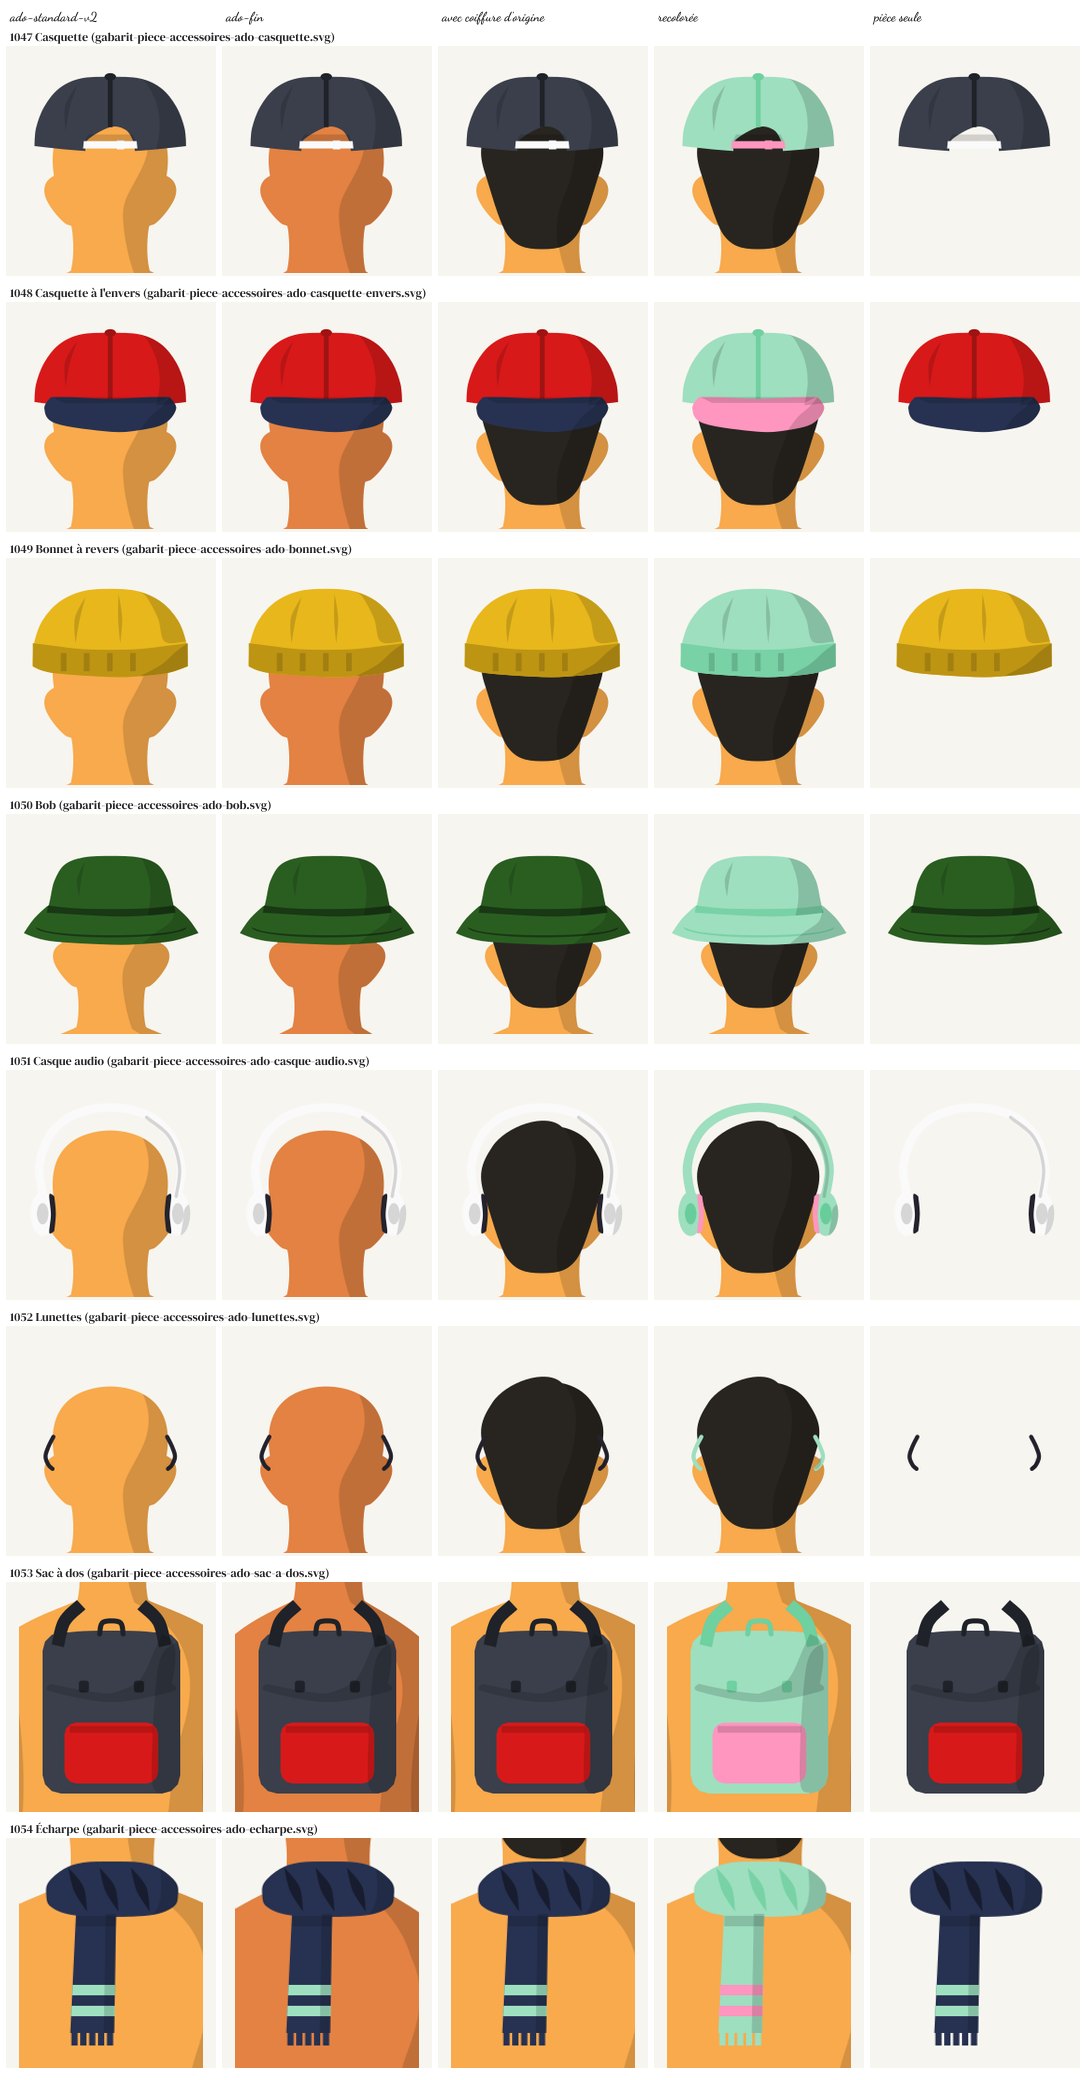 ado-standard-v2 ado-fin avec coiffure d'origine recolorée pièce seule
1047 Casquette (gabarit-piece-accessoires-ado-casquette.svg)
1048 Casquette à l'envers (gabarit-piece-accessoires-ado-casquette-envers.svg)
1049 Bonnet à revers (gabarit-piece-accessoires-ado-bonnet.svg)
1050 Bob (gabarit-piece-accessoires-ado-bob.svg)
1051 Casque audio (gabarit-piece-accessoires-ado-casque-audio.svg)
1052 Lunettes (gabarit-piece-accessoires-ado-lunettes.svg)
1053 Sac à dos (gabarit-piece-accessoires-ado-sac-a-dos.svg)
1054 Écharpe (gabarit-piece-accessoires-ado-echarpe.svg)